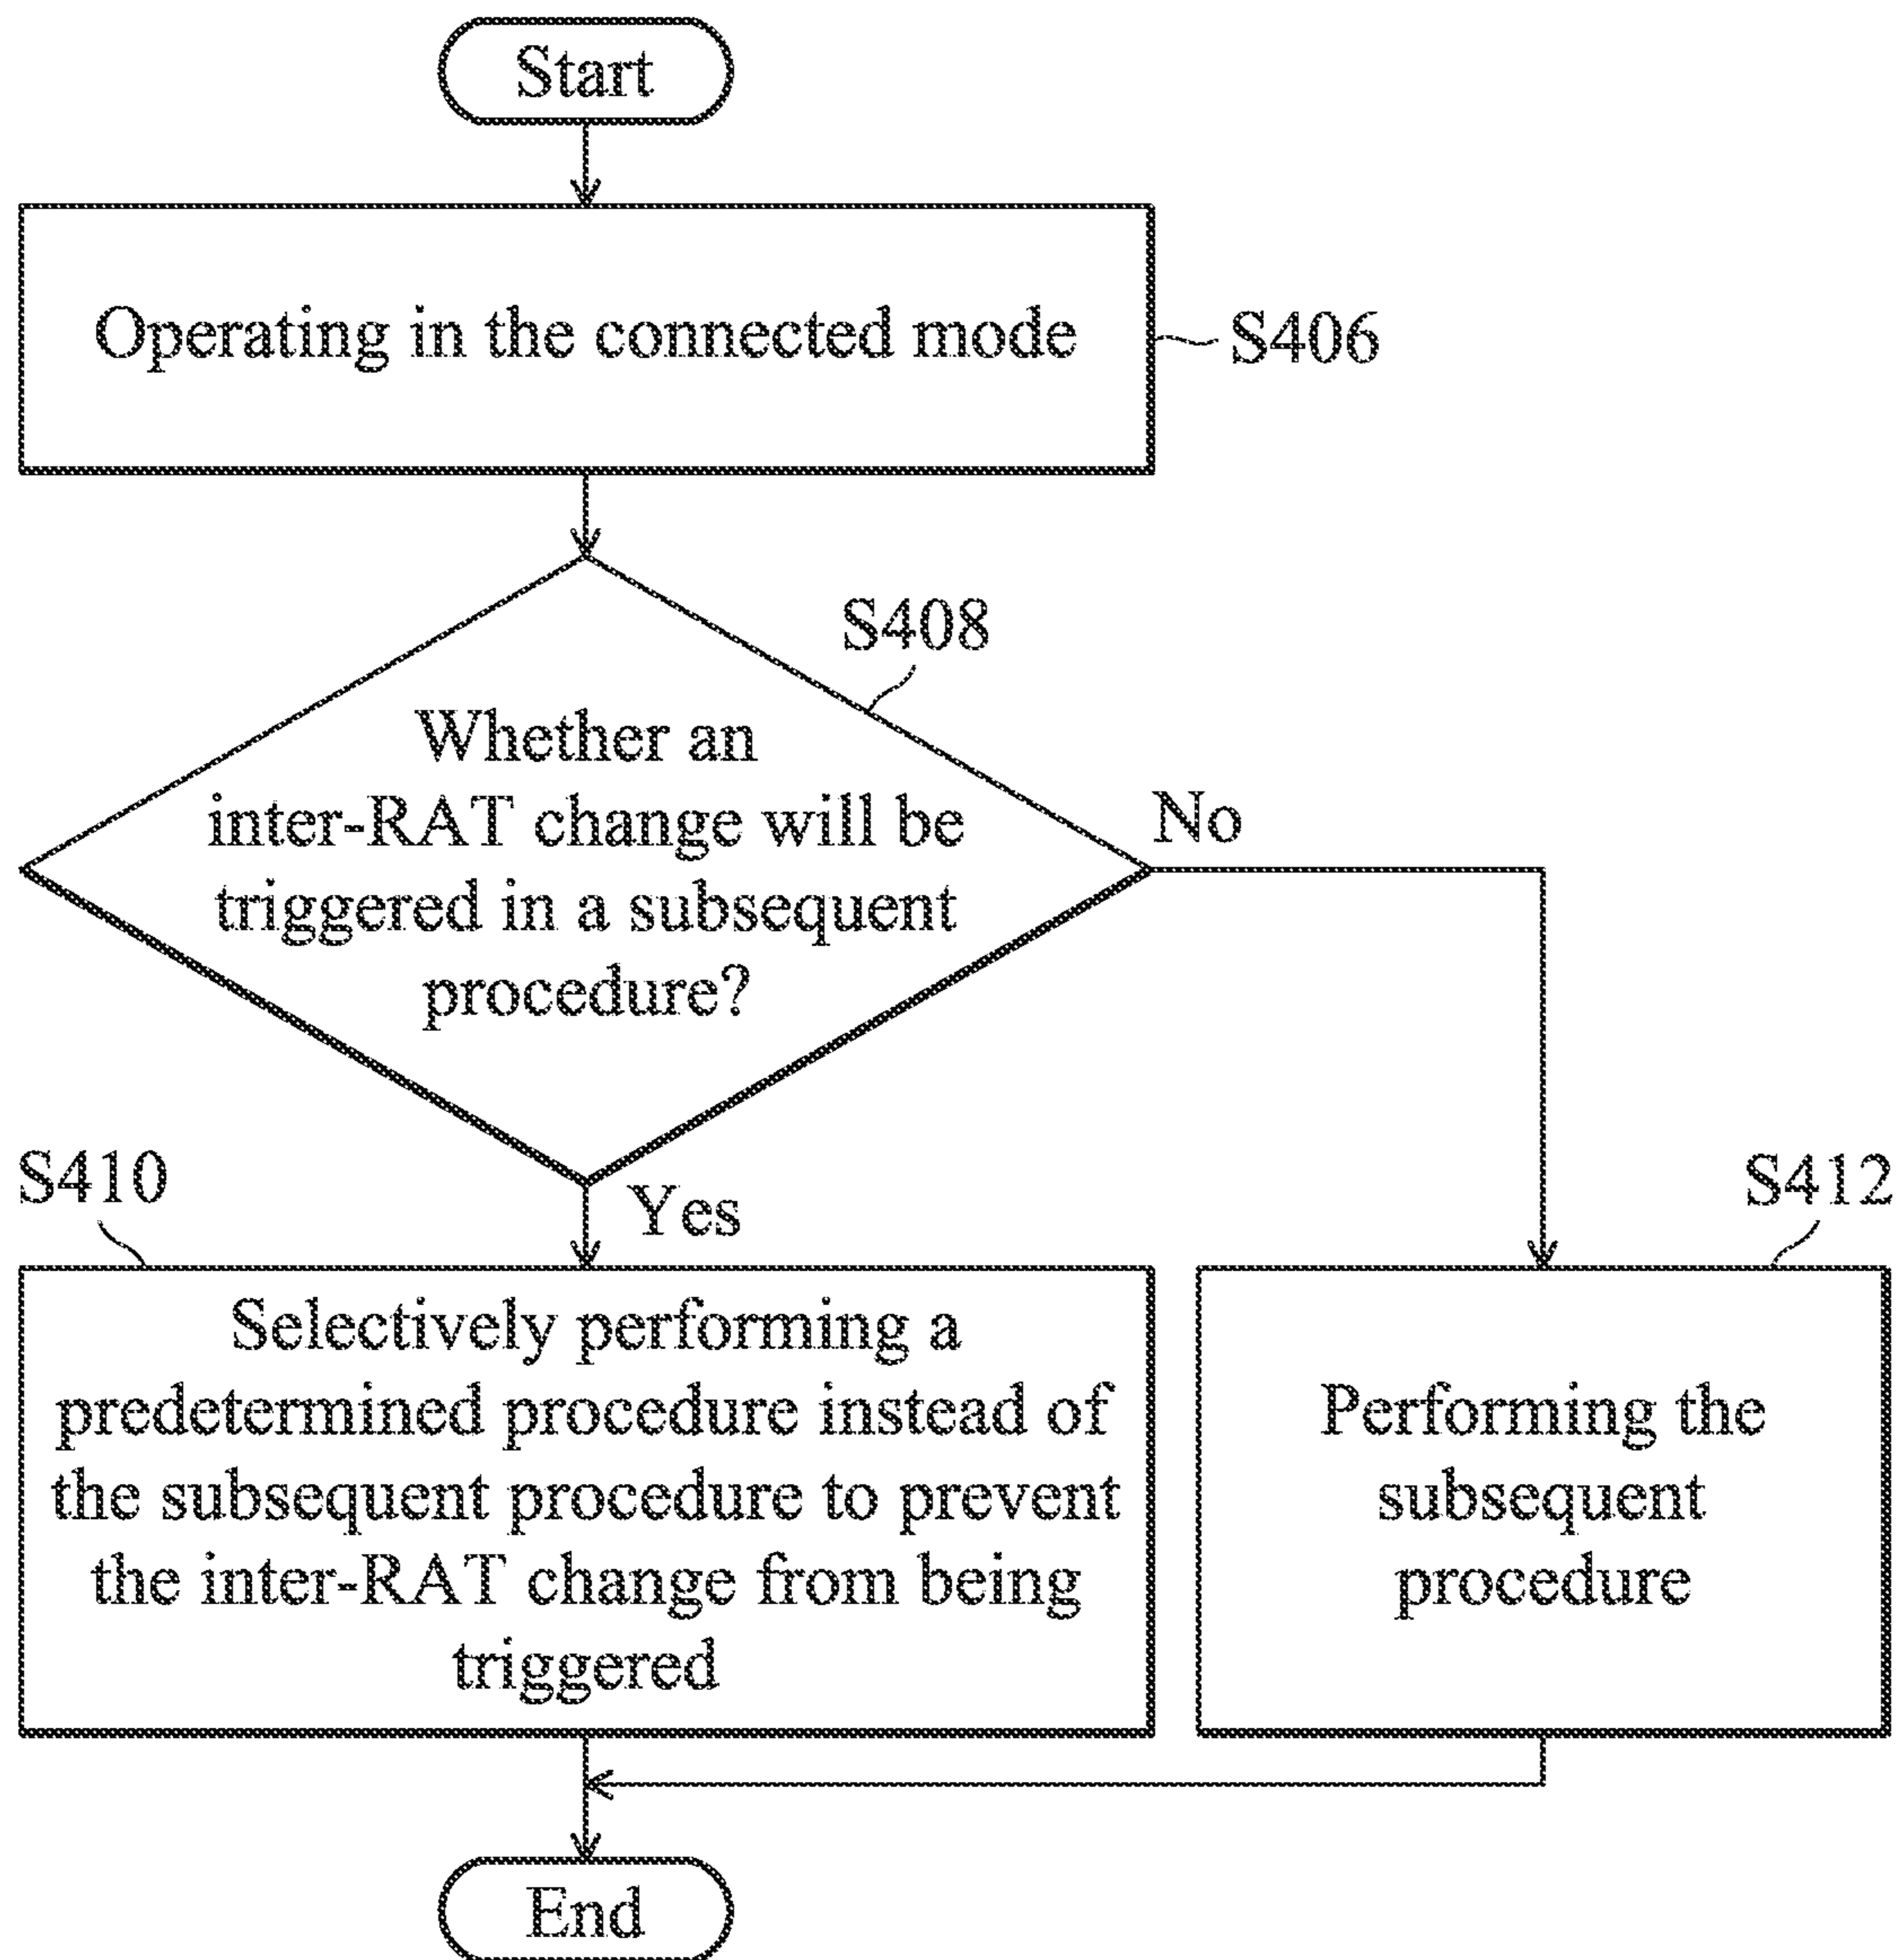 Start
Operating in the connected mode
S406
S408
Whether an
inter-RAT change will be
triggered in a subsequent
procedure?
No
Yes
S410
Selectively performing a
predetermined procedure instead of
the subsequent procedure to prevent
the inter-RAT change from being
triggered
S412
Performing the
subsequent
procedure
End